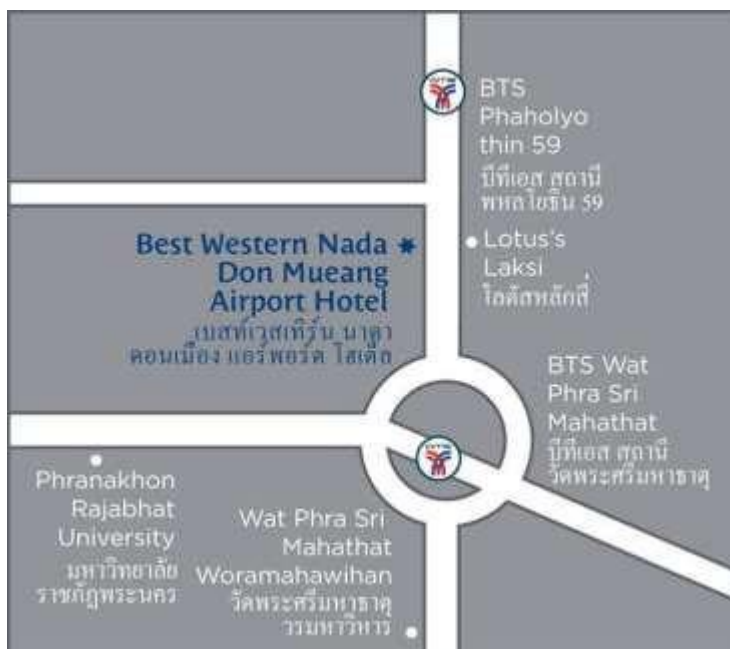 BTS
Phaholyo
thin 59
บีทีเอส สถานี
พหลโยธิน 59
Best Western Nada
Don Mueang
Airport Hotel
เบสท์เวสเทิร์น นาดา
ดอนเมือง แอร์พอร์ต โฮเต็ล
Lotus's
Laksi
โลตัสหลักสี่
BTS Wat
Phra Sri
Mahathat
บีทีเอส สถานี
วัดพระศรีมหาธาตุ
Phranakhon
Rajabhat
University
มหาวิทยาลัย
ราชภัฏพระนคร
Wat Phra Sri
Mahathat
Woramahawihan
วัดพระศรีมหาธาตุ
วรมหาวิหาร